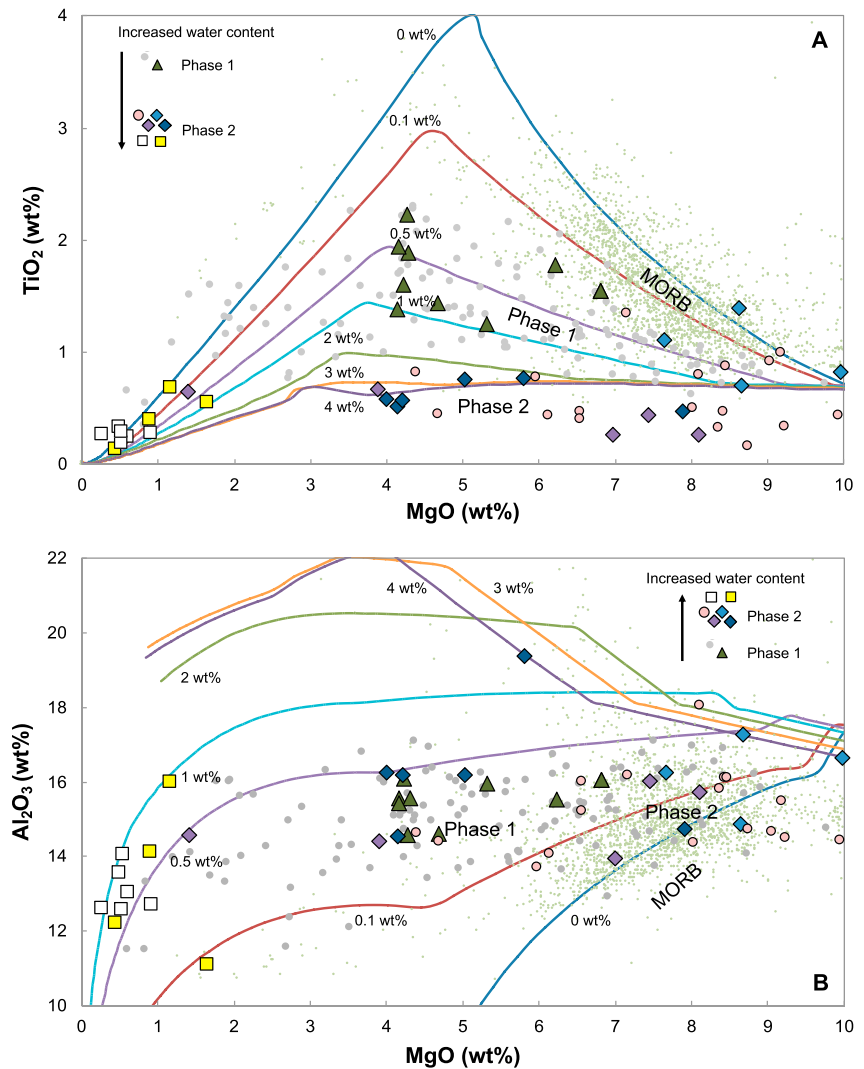 4
3
2
1
0
TiO2 (wt%)
Increased water content
Phase 1
Phase 2
0 wt%
0.1 wt%
0.5 wt%
1 wt%
2 wt%
3 wt%
4 wt%
MORB
Phase 1
Phase 2
A
0 1 2 3 4 5 6 7 8 9 10
MgO (wt%)
22
20
18
16
14
12
10
Al2O3 (wt%)
Increased water content
Phase 2
Phase 1
4 wt%
3 wt%
2 wt%
1 wt%
0.5 wt%
0.1 wt%
0 wt%
Phase 1
Phase 2
MORB
B
0 1 2 3 4 5 6 7 8 9 10
MgO (wt%)